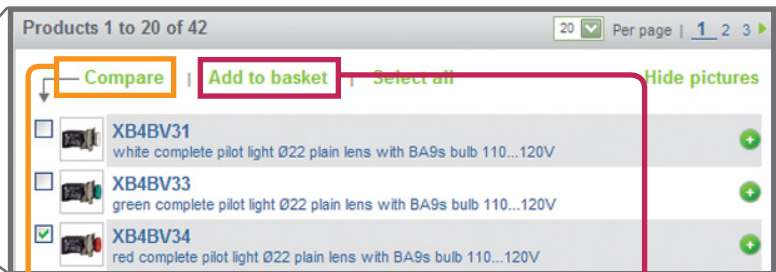 Products 1 to 20 of 42 20 Per page | 1 2 3
Compare | Add to basket | Select all Hide pictures
XB4BV31
white complete pilot light Ø22 plain lens with BA9s bulb 110...120V
XB4BV33
green complete pilot light Ø22 plain lens with BA9s bulb 110...120V
XB4BV34
red complete pilot light Ø22 plain lens with BA9s bulb 110...120V